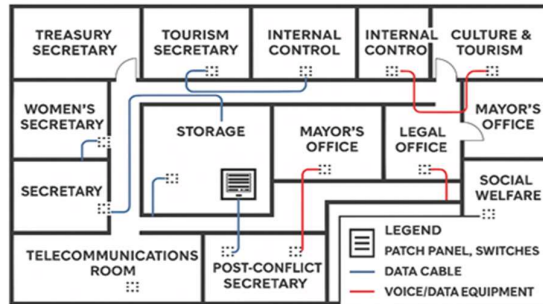 TREASURY
SECRETARY
TOURISM
SECRETARY
INTERNAL
CONTROL
INTERNAL
CONTRO
CULTURE &
TOURISM
WOMEN'S
SECRETARY
STORAGE
MAYOR'S
OFFICE
LEGAL
OFFICE
MAYOR'S
OFFICE
SECRETARY
SOCIAL
WELFARE
TELECOMMUNICATIONS
ROOM
POST-CONFLICT
SECRETARY
LEGEND
PATCH PANEL, SWITCHES
DATA CABLE
VOICE/DATA EQUIPMENT